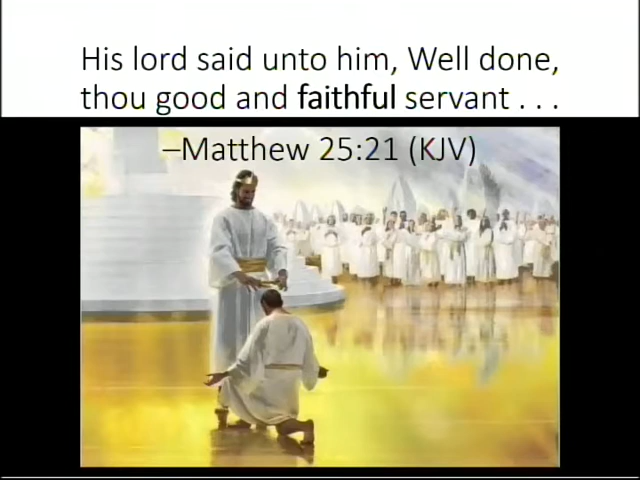 His lord said unto him, Well done,
thou good and faithful servant . . .
–Matthew 25:21 (KJV)